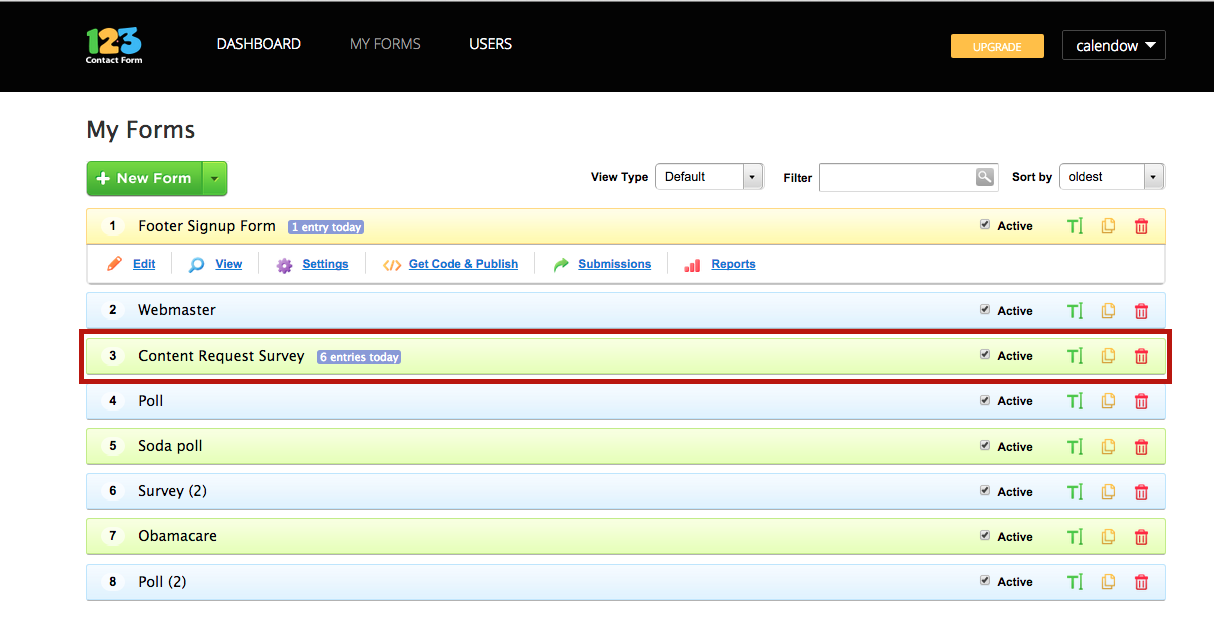 123
Contact Form
DASHBOARD MY FORMS USERS UPGRADE calendow
My Forms
New Form View Type Default Filter Sort by oldest
1 Footer Signup Form 1 entry today Active
Edit View Settings Get Code & Publish Submissions Reports
2 Webmaster Active
3 Content Request Survey 6 entries today Active
4 Poll Active
5 Soda poll Active
6 Survey (2) Active
7 Obamacare Active
8 Poll (2) Active